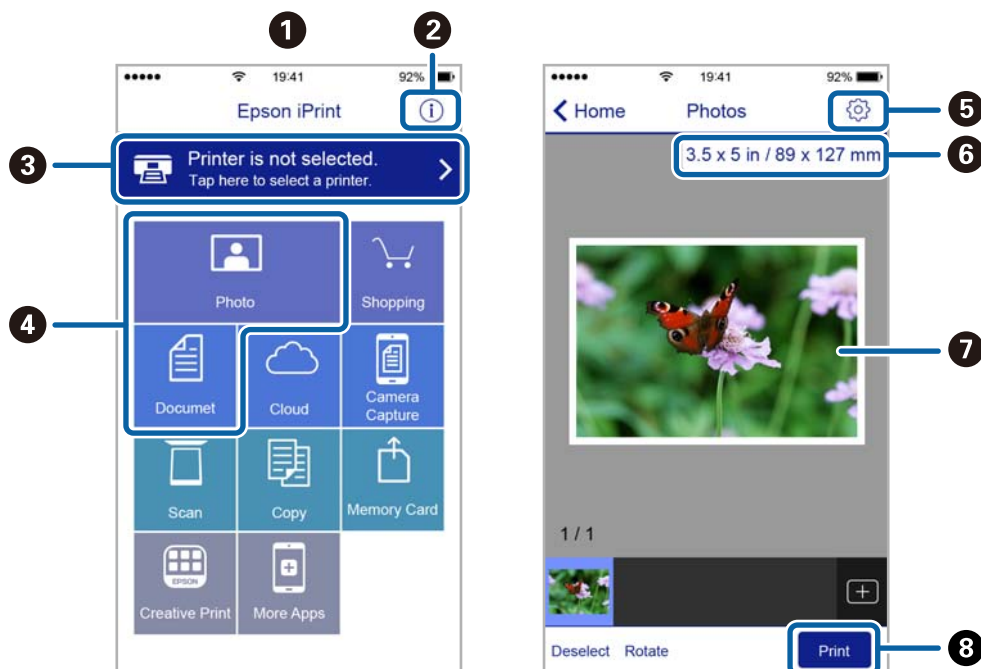 1
2
19:41
92%
Epson iPrint
i
3
Printer is not selected.
Tap here to select a printer.
4
Photo
Shopping
Documet
Cloud
Camera
Capture
Scan
Copy
Memory Card
EPSON
Creative Print
More Apps
19:41
92%
Home
Photos
5
3.5 x 5 in / 89 x 127 mm
6
7
1 / 1
Deselect
Rotate
Print
8